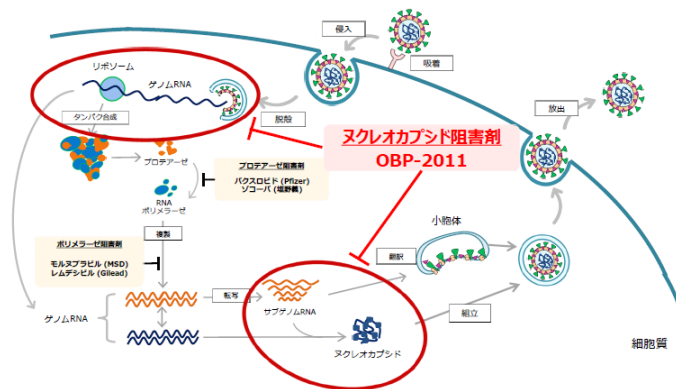 侵入
吸着
リボソーム
ゲノムRNA
放出
タンパク合成
脱殻
ヌクレオカプシド阻害剤
OBP-2011
プロテアーゼ
プロテアーゼ阻害剤
パクスロビド (Pfizer)
ゾコーバ (塩野義)
RNA
ポリメラーゼ
小胞体
複製
ポリメラーゼ阻害剤
モルヌプラビル (MSD)
レムデシビル (Gilead)
翻訳
転写
サブゲノムRNA
組立
ゲノムRNA
ヌクレオカプシド
細胞質